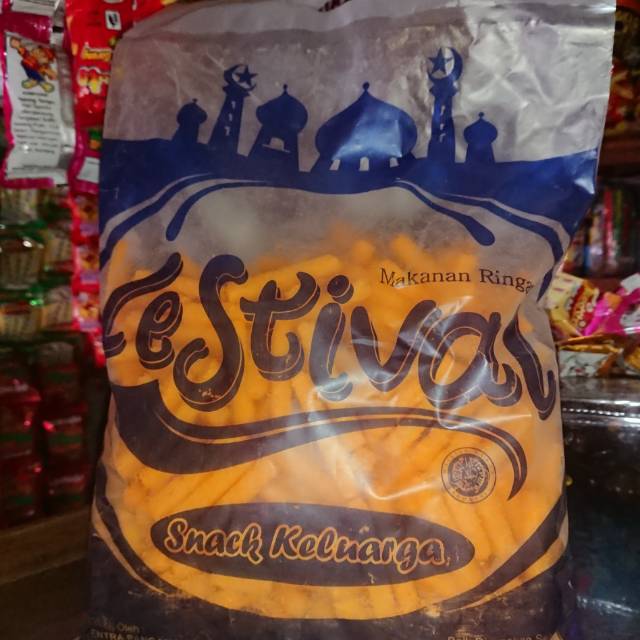 Makanan Ringa
Festival
Snack Keluarga